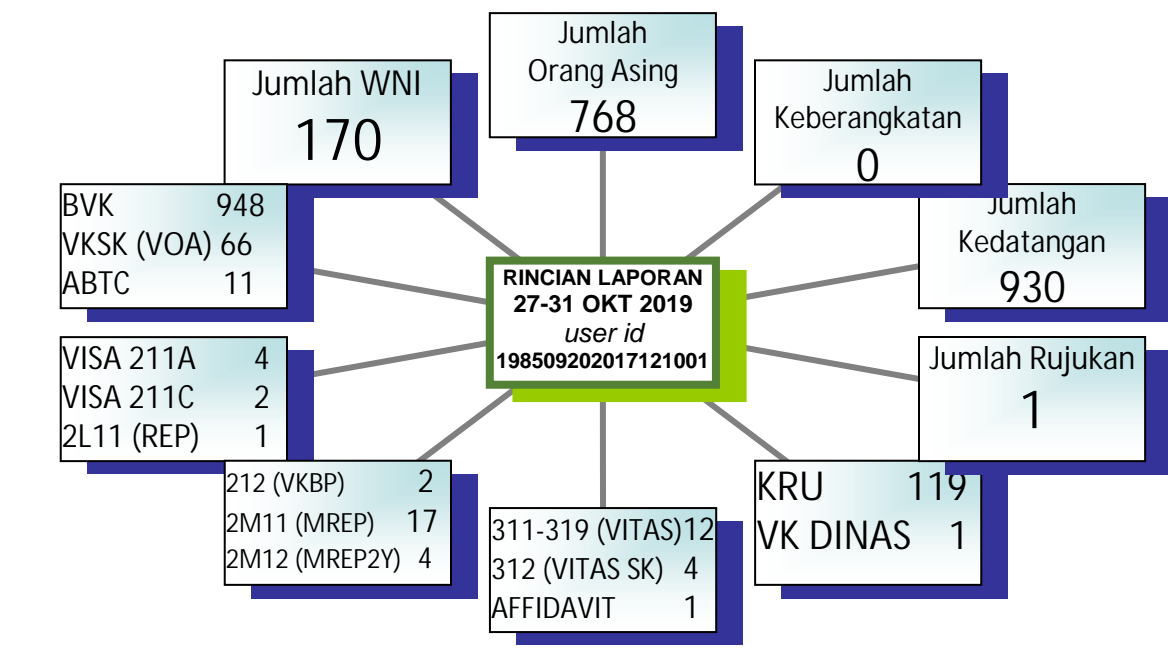 Jumlah
Orang Asing
768
Jumlah WNI
170
Jumlah
Keberangkatan
0
BVK 948
VKSK (VOA) 66
ABTC 11
Jumlah
Kedatangan
930
RINCIAN LAPORAN
27-31 OKT 2019
user id
198509202017121001
VISA 211A 4
VISA 211C 2
2L11 (REP) 1
Jumlah Rujukan
1
212 (VKBP) 2
2M11 (MREP) 17
2M12 (MREP2Y) 4
311-319 (VITAS)12
312 (VITAS SK) 4
AFFIDAVIT 1
KRU 119
VK DINAS 1